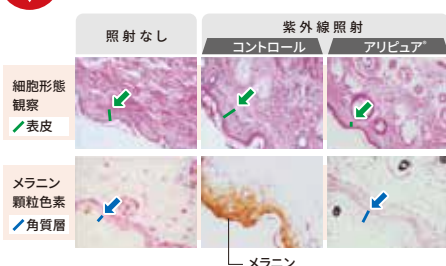 照射なし
紫外線照射
コントロール
アリピュア®
細胞形態
観察
表皮
メラニン
顆粒色素
角質層
メラニン